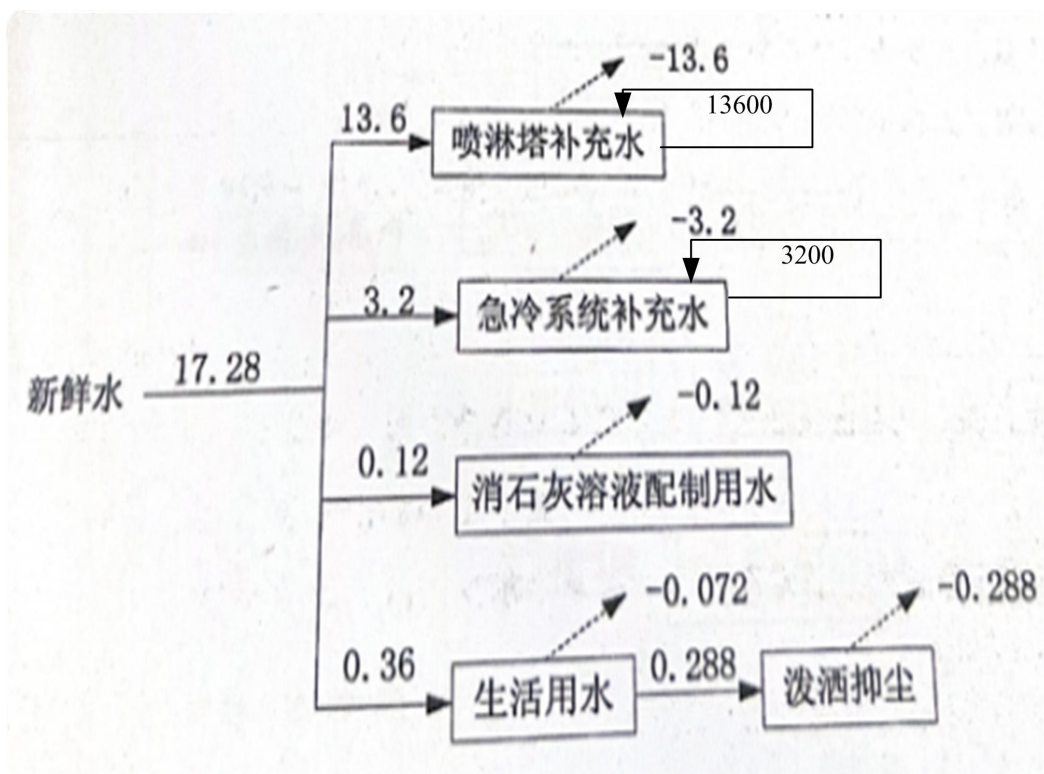 -13.6
13600
13.6
喷淋塔补充水
-3.2
3200
3.2
急冷系统补充水
新鲜水
17.28
-0.12
0.12
消石灰溶液配制用水
-0.072
-0.288
0.36
生活用水
0.288
泼洒抑尘